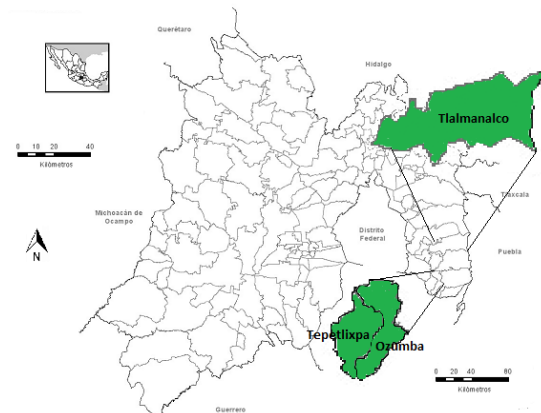 Querétaro
Hidalgo
Tlalmanalco
0 10 20 40
Kilómetros
Tlaxcala
Michoacán de
Ocampo
Distrito
Federal
Puebla
N
Tepetlixpa
Ozumba
0 20 40 80
Kilómetros
Guerrero